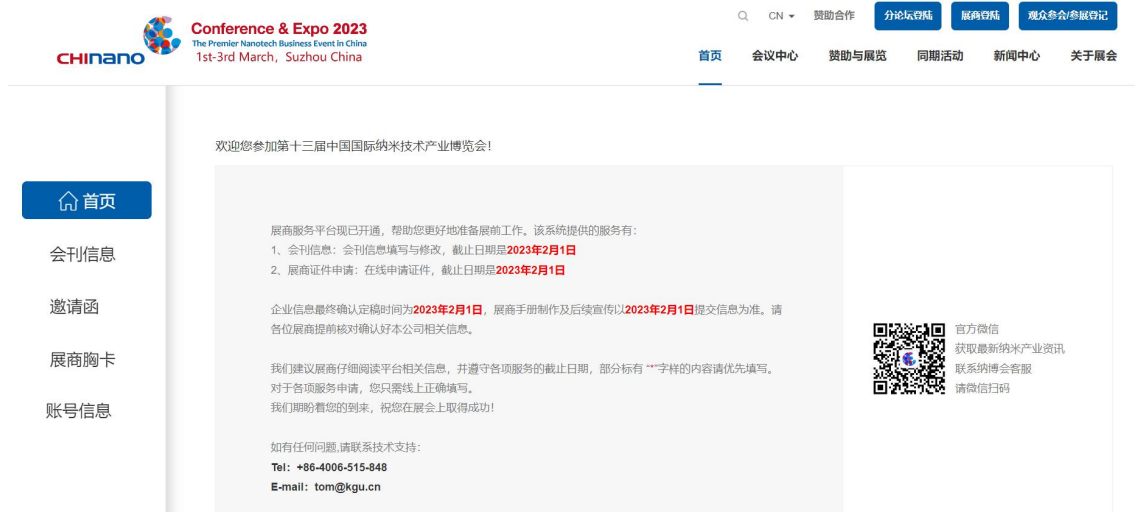 CHInano
Conference & Expo 2023
The Premier Nanotech Business Event in China
1st-3rd March, Suzhou China
CN
赞助合作
分论坛登陆
展商登陆
观众参会/参展登记
首页
会议中心
赞助与展览
同期活动
新闻中心
关于展会
首页
会刊信息
邀请函
展商胸卡
账号信息
欢迎您参加第十三届中国国际纳米技术产业博览会!
展商服务平台现已开通，帮助您更好地准备展前工作。该系统提供的服务有：
1、会刊信息：会刊信息填写与修改，截止日期是2023年2月1日
2、展商证件申请：在线申请证件，截止日期是2023年2月1日
企业信息最终确认定稿时间为2023年2月1日，展商手册制作及后续宣传以2023年2月1日提交信息为准。请
各位展商提前核对确认好本公司相关信息。
我们建议展商仔细阅读平台相关信息，并遵守各项服务的截止日期，部分标有 “*”字样的内容请优先填写。
对于各项服务申请，您只需线上正确填写。
我们期盼着您的到来，祝您在展会上取得成功！
如有任何问题,请联系技术支持：
Tel：+86-4006-515-848
E-mail：tom@kgu.cn
官方微信
获取最新纳米产业资讯
联系纳博会客服
请微信扫码